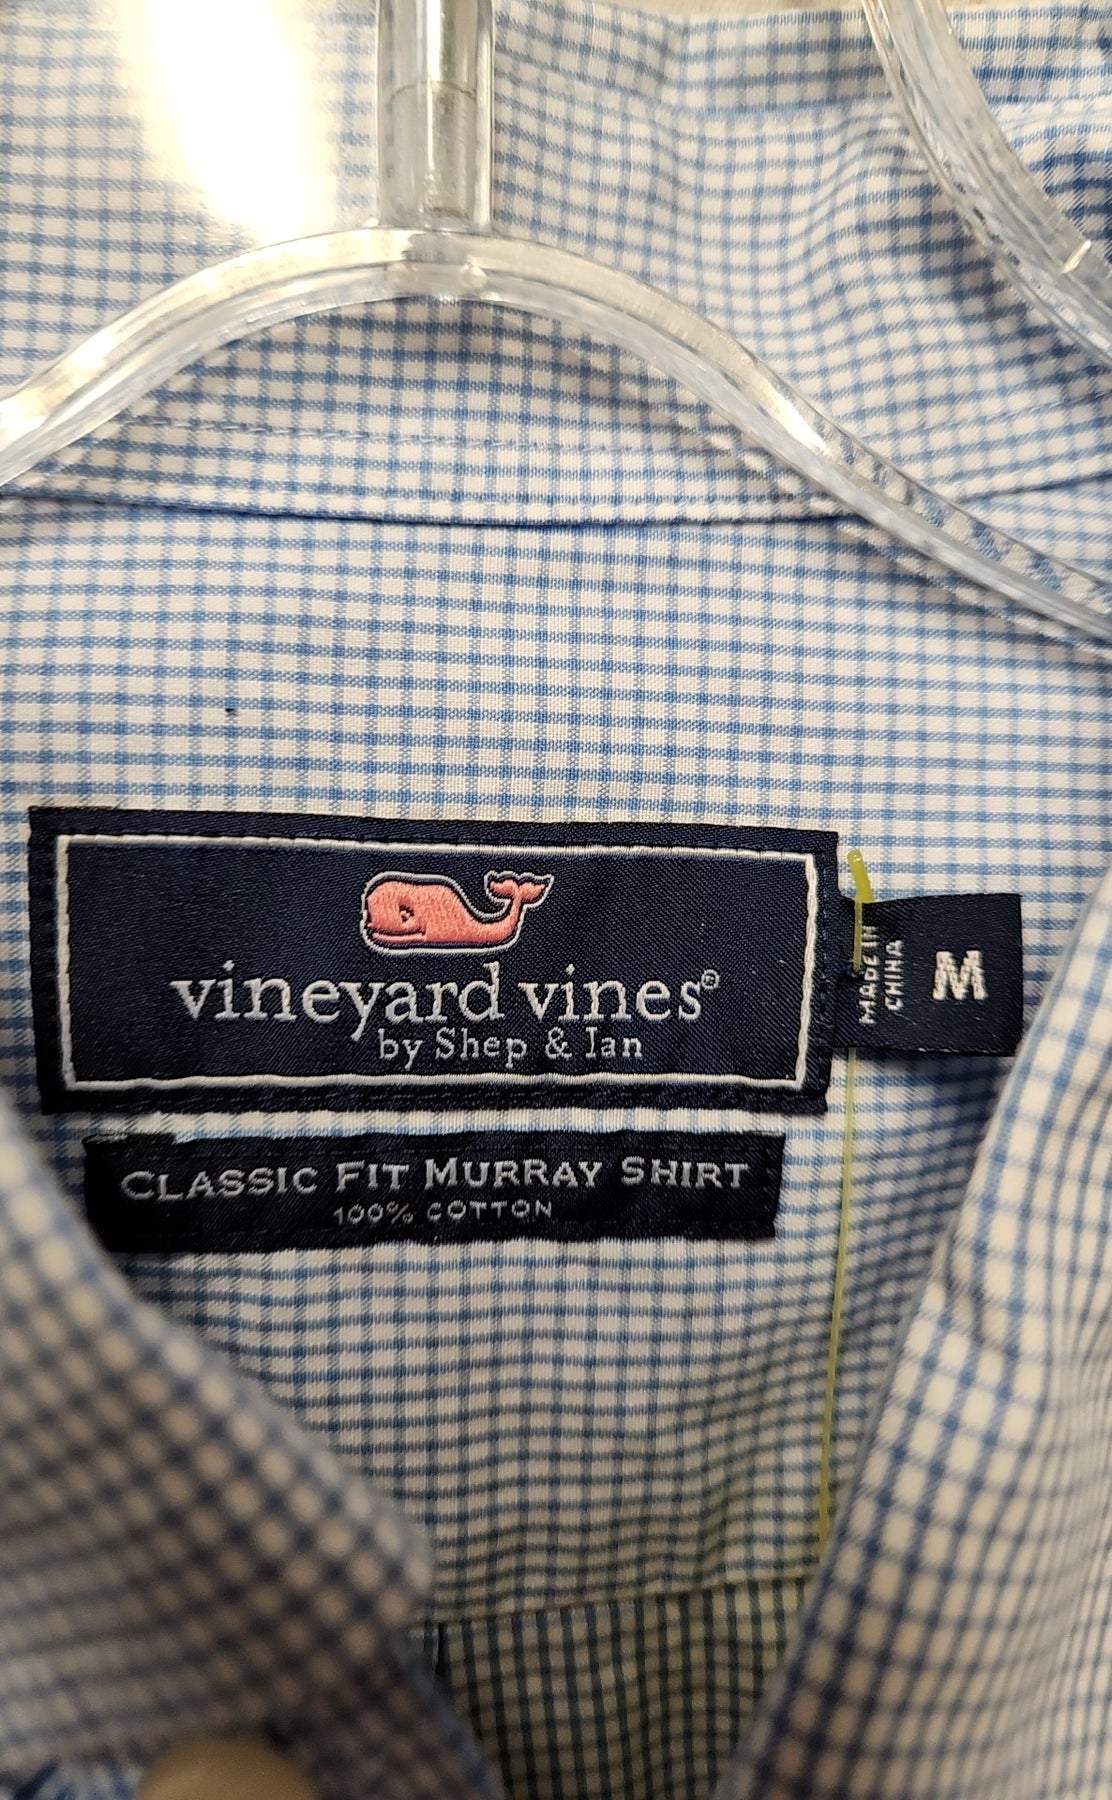 vineyard vines®
by Shep & Ian
MADE IN
CHINA
M
CLASSIC FIT MURRAY SHIRT
100% COTTON